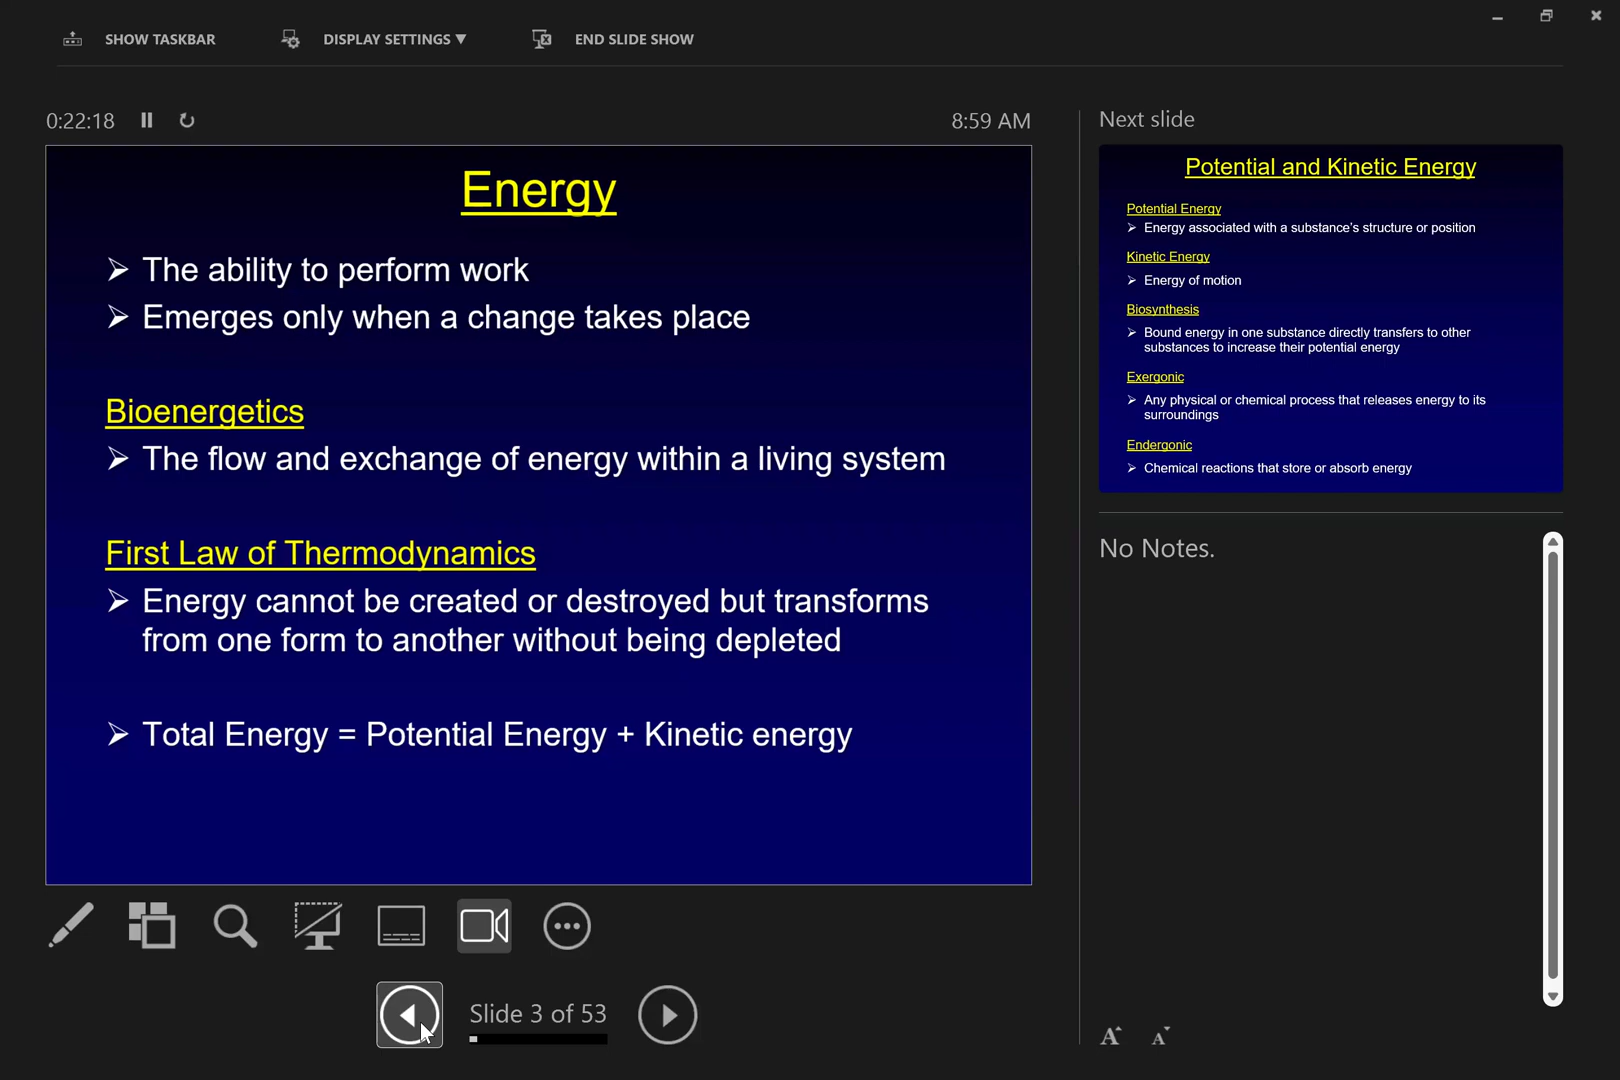 SHOW TASKBAR
DISPLAY SETTINGS ▼
END SLIDE SHOW
0:22:18
8:59 AM
Energy
➢ The ability to perform work
➢ Emerges only when a change takes place
Bioenergetics
➢ The flow and exchange of energy within a living system
First Law of Thermodynamics
➢ Energy cannot be created or destroyed but transforms
from one form to another without being depleted
➢ Total Energy = Potential Energy + Kinetic energy
Slide 3 of 53
Next slide
Potential and Kinetic Energy
Potential Energy
➢ Energy associated with a substance's structure or position
Kinetic Energy
➢ Energy of motion
Biosynthesis
➢ Bound energy in one substance directly transfers to other
substances to increase their potential energy
Exergonic
➢ Any physical or chemical process that releases energy to its
surroundings
Endergonic
➢ Chemical reactions that store or absorb energy
No Notes.
A A